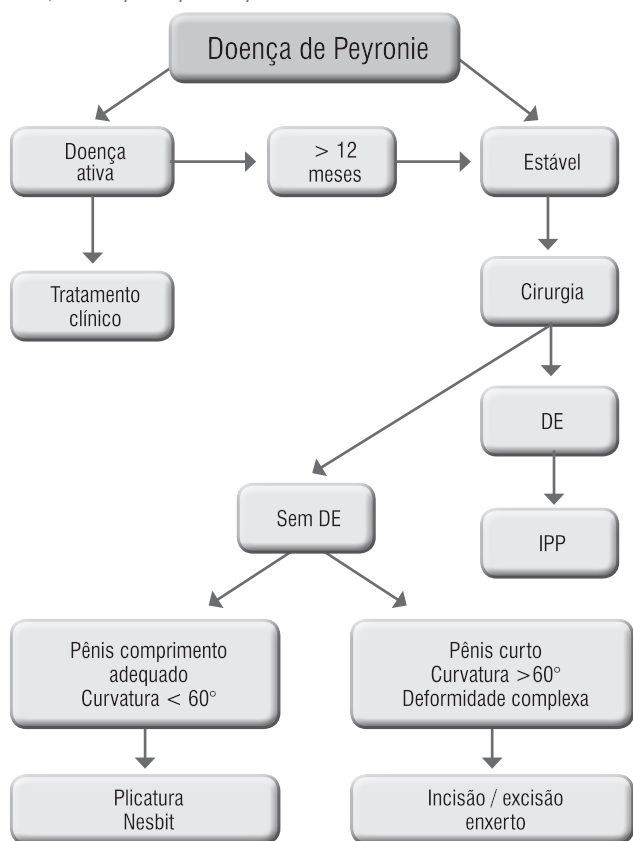 Doença de Peyronie
Doença
ativa
> 12
meses
Estável
Tratamento
clínico
Cirurgia
DE
Sem DE
IPP
Pênis comprimento
adequado
Curvatura < 60°
Pênis curto
Curvatura >60°
Deformidade complexa
Plicatura
Nesbit
Incisão / excisão
enxerto